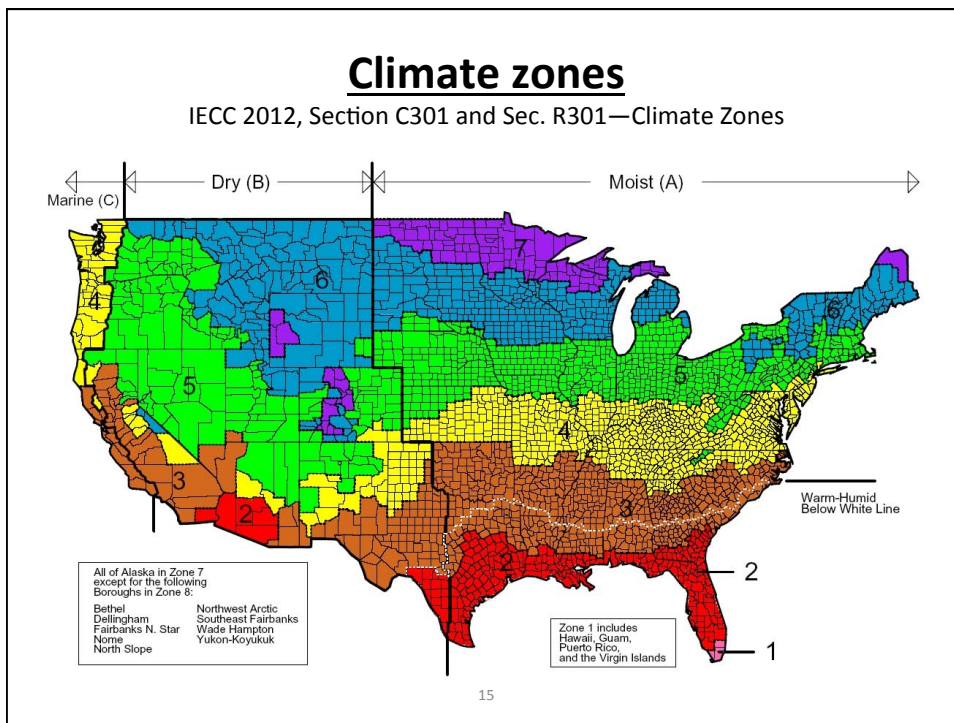 Climate zones
IECC 2012, Section C301 and Sec. R301—Climate Zones
Marine (C)
Dry (B)
Moist (A)
7
6
6
4
5
5
4
3
3
Warm-Humid
Below White Line
2
2
2
1
All of Alaska in Zone 7
except for the following
Boroughs in Zone 8:
Bethel Northwest Arctic
Dellingham Southeast Fairbanks
Fairbanks N. Star Wade Hampton
Nome Yukon-Koyukuk
North Slope
Zone 1 includes
Hawaii, Guam,
Puerto Rico,
and the Virgin Islands
15